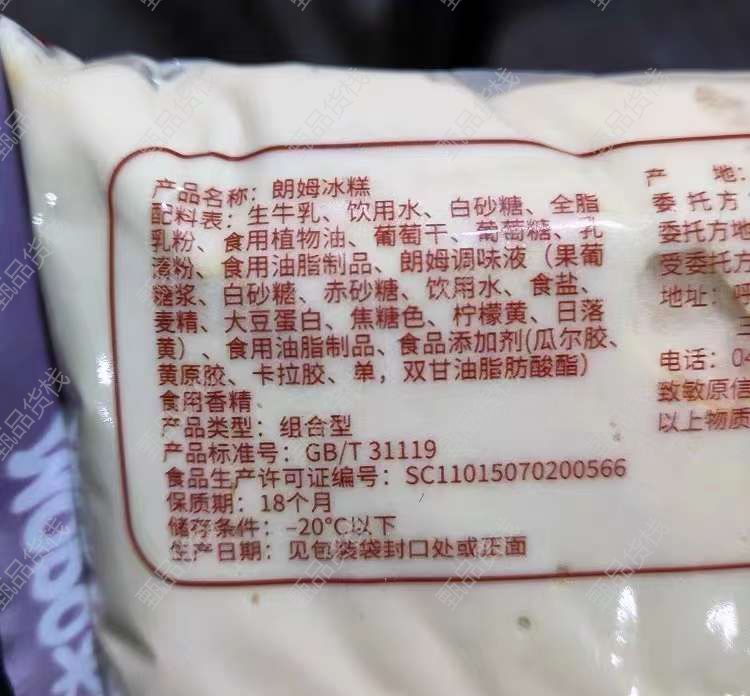 产品名称：朗姆冰糕
配料表：生牛乳、饮用水、白砂糖、全脂
乳粉、食用植物油、葡萄干、葡萄糖、乳
清粉、食用油脂制品、朗姆调味液（果葡
糖浆、白砂糖、赤砂糖、饮用水、食盐、
麦精、大豆蛋白、焦糖色、柠檬黄、日落
黄）、食用油脂制品、食品添加剂(瓜尔胶、
黄原胶、卡拉胶、单，双甘油脂肪酸酯)
食用香精、
产品类型：组合型
产品标准号：GB/T 31119
食品生产许可证编号：SC11015070200566
保质期：18个月
储存条件：-20°C以下
生产日期：见包装袋封口处或正面
产 地：
委托方
委托方地
受委托方
地址：
电话：0
致敏原信
以上物质
甄品货栈